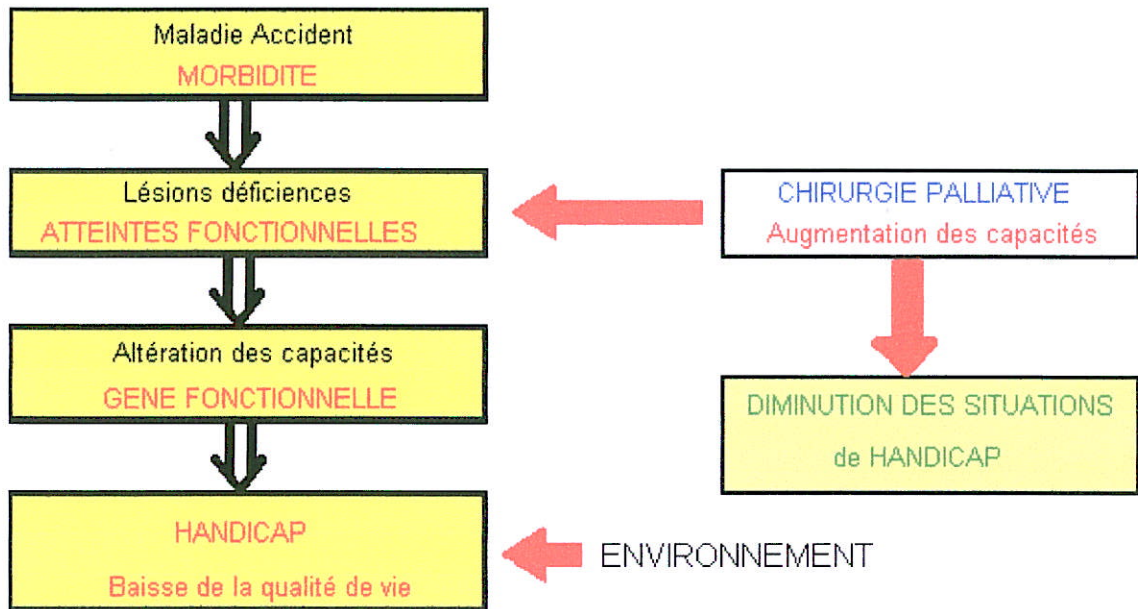 Maladie Accident
MORBIDITE
Lésions déficiences
ATTEINTES FONCTIONNELLES
Altération des capacités
GENE FONCTIONNELLE
HANDICAP
Baisse de la qualité de vie
CHIRURGIE PALLIATIVE
Augmentation des capacités
DIMINUTION DES SITUATIONS
de HANDICAP
ENVIRONNEMENT